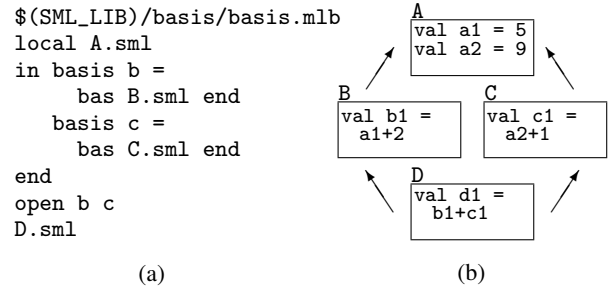 $(SML_LIB)/basis/basis.mlb
local A.sml
in basis b =
bas B.sml end
basis c =
bas C.sml end
end
open b c
D.sml
(a)
A
val a1 = 5
val a2 = 9
B
val b1 =
a1+2
C
val c1 =
a2+1
D
val d1 =
b1+c1
(b)